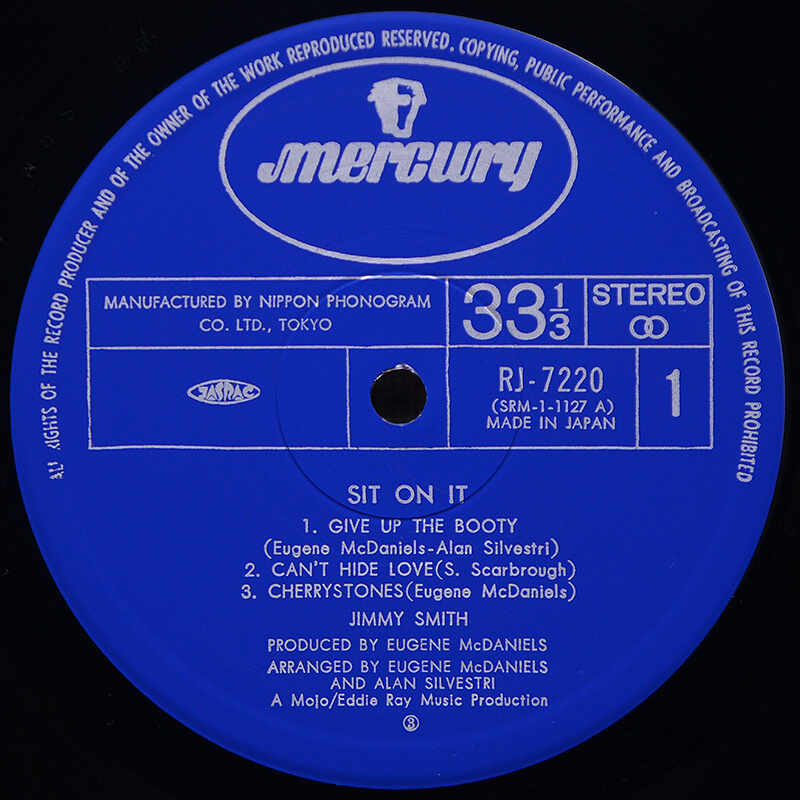 ALL RIGHTS OF THE RECORD PRODUCER AND OF THE OWNER OF THE WORK REPRODUCED RESERVED. COPYING, PUBLIC PERFORMANCE AND BROADCASTING OF THIS RECORD PROHIBITED
mercury
MANUFACTURED BY NIPPON PHONOGRAM
CO. LTD., TOKYO
33 1/3
STEREO
JASRAC
RJ-7220
(SRM-1-1127 A)
MADE IN JAPAN
1
SIT ON IT
1. GIVE UP THE BOOTY
(Eugene McDaniels-Alan Silvestri)
2. CAN'T HIDE LOVE(S. Scarbrough)
3. CHERRYSTONES(Eugene McDaniels)
JIMMY SMITH
PRODUCED BY EUGENE McDANIELS
ARRANGED BY EUGENE McDANIELS
AND ALAN SILVESTRI
A Mojo/Eddie Ray Music Production